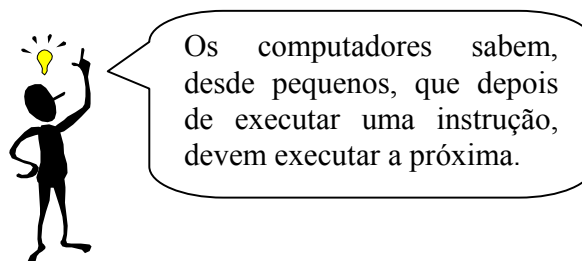 Os computadores sabem,
desde pequenos, que depois
de executar uma instrução,
devem executar a próxima.